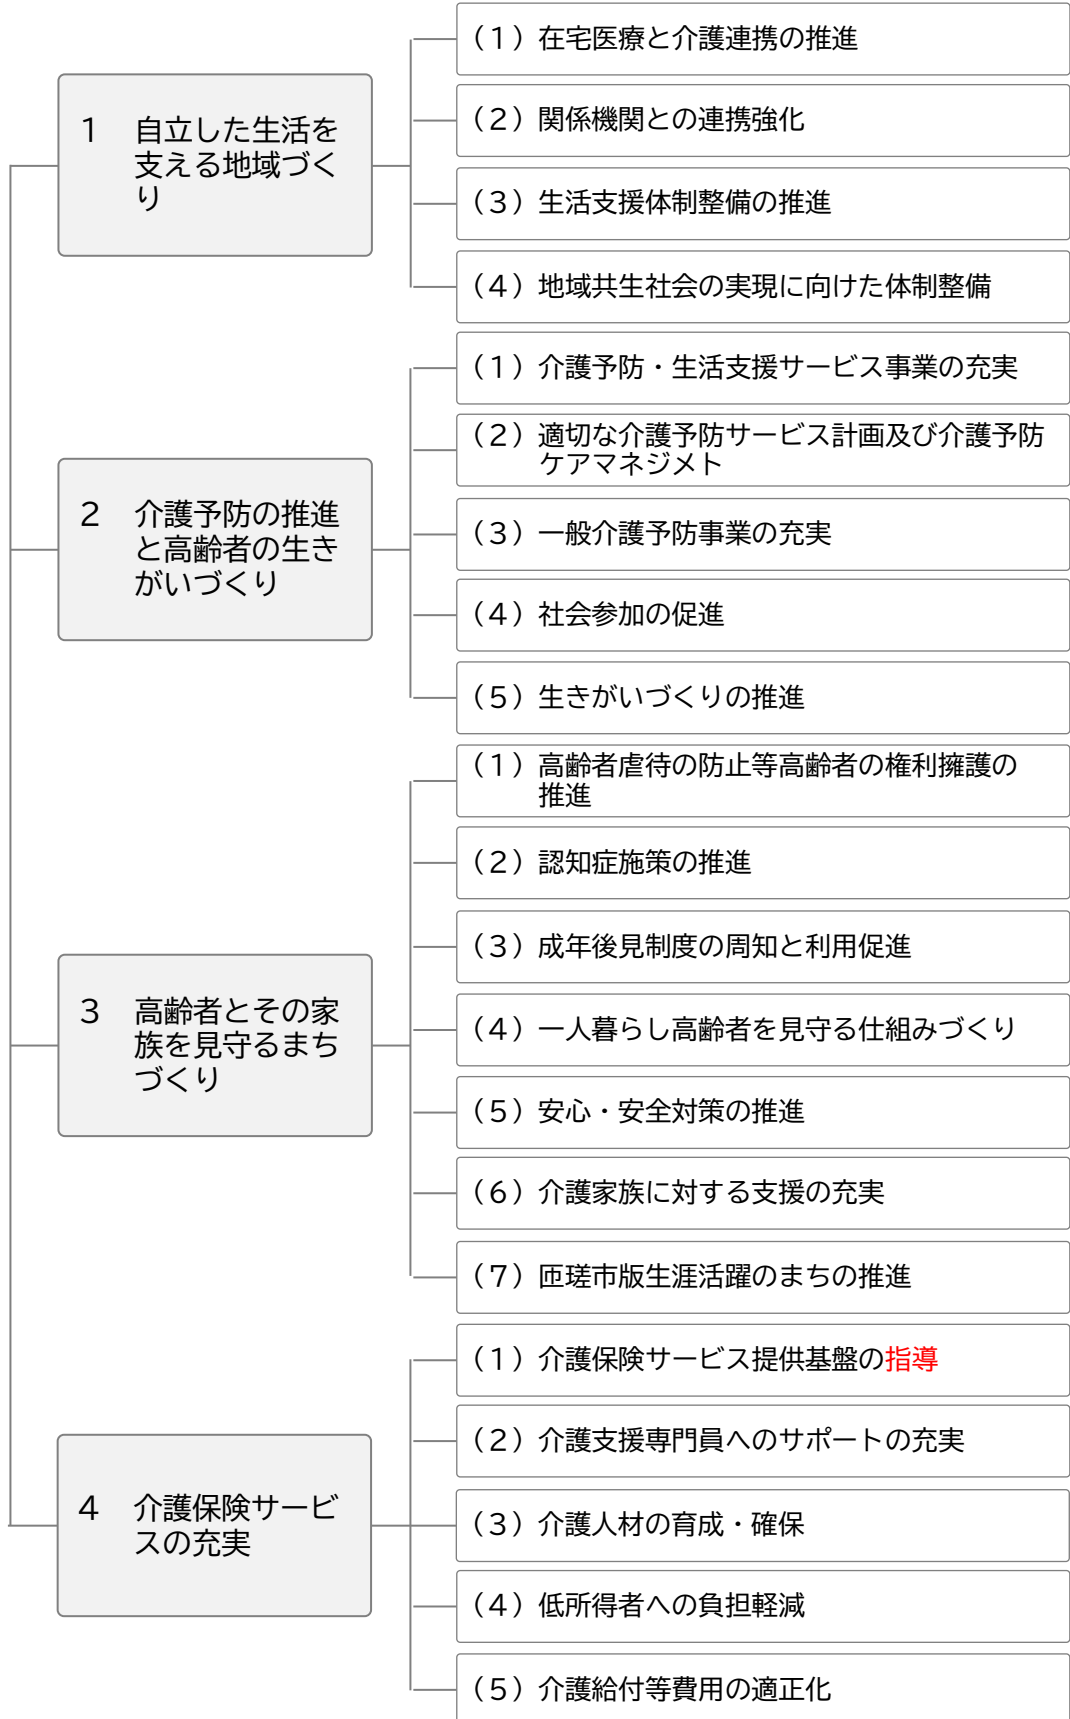 1 自立した生活を
支える地域づく
り
（1）在宅医療と介護連携の推進
（2）関係機関との連携強化
（3）生活支援体制整備の推進
（4）地域共生社会の実現に向けた体制整備
2 介護予防の推進
と高齢者の生き
がいづくり
（1）介護予防・生活支援サービス事業の充実
（2）適切な介護予防サービス計画及び介護予防
ケアマネジメト
（3）一般介護予防事業の充実
（4）社会参加の促進
（5）生きがいづくりの推進
3 高齢者とその家
族を見守るまち
づくり
（1）高齢者虐待の防止等高齢者の権利擁護の
推進
（2）認知症施策の推進
（3）成年後見制度の周知と利用促進
（4）一人暮らし高齢者を見守る仕組みづくり
（5）安心・安全対策の推進
（6）介護家族に対する支援の充実
（7）匝瑳市版生涯活躍のまちの推進
4 介護保険サービ
スの充実
（1）介護保険サービス提供基盤の指導
（2）介護支援専門員へのサポートの充実
（3）介護人材の育成・確保
（4）低所得者への負担軽減
（5）介護給付等費用の適正化